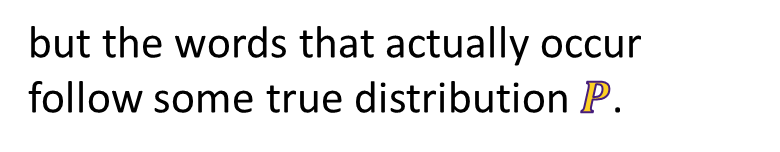 but the words that actually occur
follow some true distribution P.